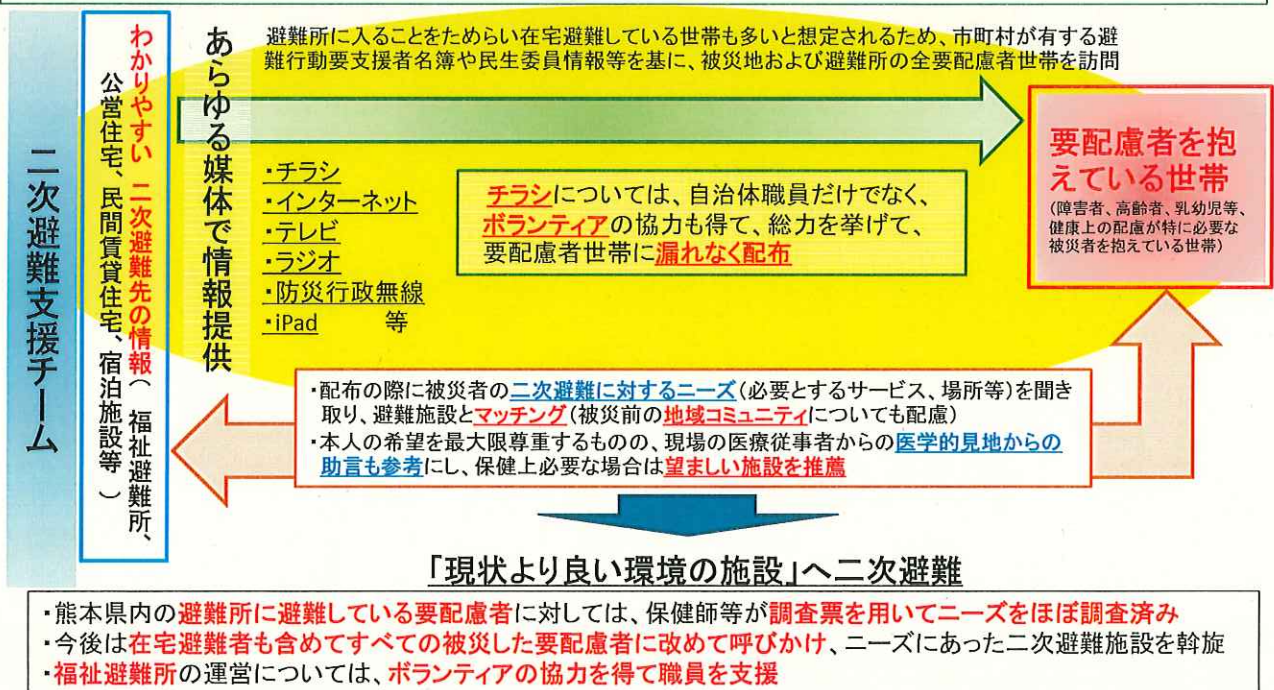 二次避難支援チーム
わかりやすい 二次避難先の情報(福祉避難所、
公営住宅、民間賃貸住宅、宿泊施設等)
あらゆる媒体で情報提供
避難所に入ることをためらい在宅避難している世帯も多いと想定されるため、市町村が有する避
難行動要支援者名簿や民生委員情報等を基に、被災地および避難所の全要配慮者世帯を訪問
・チラシ
・インターネット
・テレビ
・ラジオ
・防災行政無線
・iPad 等
チラシについては、自治体職員だけでなく、
ボランティアの協力も得て、総力を挙げて、
要配慮者世帯に漏れなく配布
要配慮者を抱
えている世帯
(障害者、高齢者、乳幼児等、
健康上の配慮が特に必要な
被災者を抱えている世帯)
・配布の際に被災者の二次避難に対するニーズ(必要とするサービス、場所等)を聞き
取り、避難施設とマッチング(被災前の地域コミュニティについても配慮)
・本人の希望を最大限尊重するものの、現場の医療従事者からの医学的見地からの
助言も参考にし、保健上必要な場合は望ましい施設を推薦
「現状より良い環境の施設」へ二次避難
・熊本県内の避難所に避難している要配慮者に対しては、保健師等が調査票を用いてニーズをほぼ調査済み
・今後は在宅避難者も含めてすべての被災した要配慮者に改めて呼びかけ、ニーズにあった二次避難施設を斡旋
・福祉避難所の運営については、ボランティアの協力を得て職員を支援